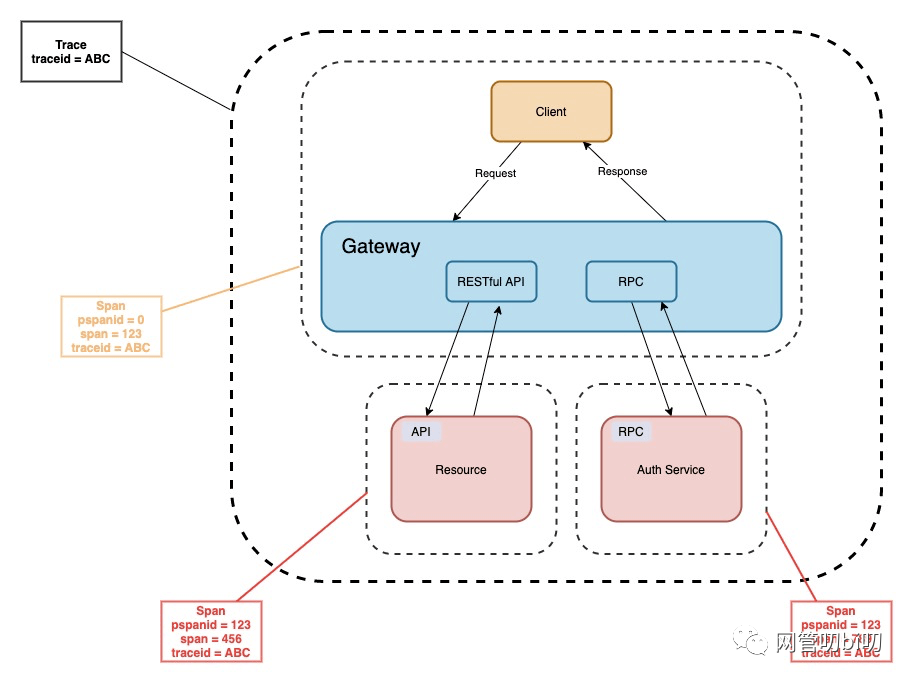 Trace
traceid = ABC
Client
Request
Response
Gateway
RESTful API
RPC
Span
pspanid = 0
span = 123
traceid = ABC
API
Resource
RPC
Auth Service
Span
pspanid = 123
span = 456
traceid = ABC
Span
pspanid = 123
traceid = ABC
网管叨bi叨